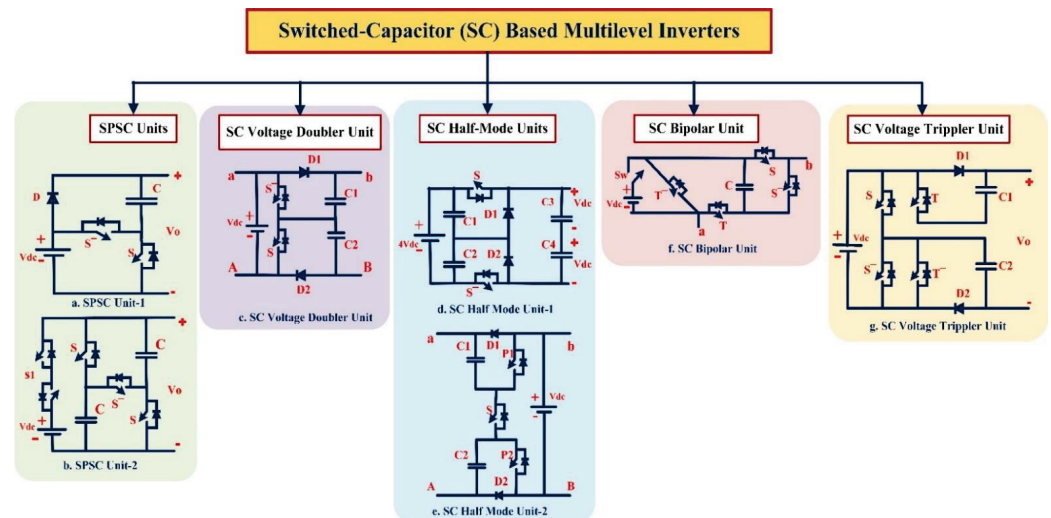 Switched-Capacitor (SC) Based Multilevel Inverters
SPSC Units
D
C
+
+
-
Vdc
S¯
S
Vo
-
a. SPSC Unit-1
+
S
C
S1
S¯
Vo
+
-
Vdc
C
S
-
b. SPSC Unit-2
SC Voltage Doubler Unit
D1
a
b
S¯
C1
+
Vdc
-
S
C2
A
B
D2
c. SC Voltage Doubler Unit
SC Half-Mode Units
S
+
C1
D1
C3
Vdc
+
-
4Vdc
-
+
C2
D2
C4
Vdc
S¯
-
d. SC Half Mode Unit-1
a
D1
b
C1
P1
S
+
Vdc
-
C2
P2
A
D2
B
e. SC Half Mode Unit-2
SC Bipolar Unit
b
Sw
S
T¯
C
S¯
+
Vdc
-
T
a
f. SC Bipolar Unit
SC Voltage Trippler Unit
D1
+
S
T
C1
+
Vdc
-
Vo
S¯
T¯
C2
D2
-
g. SC Voltage Trippler Unit